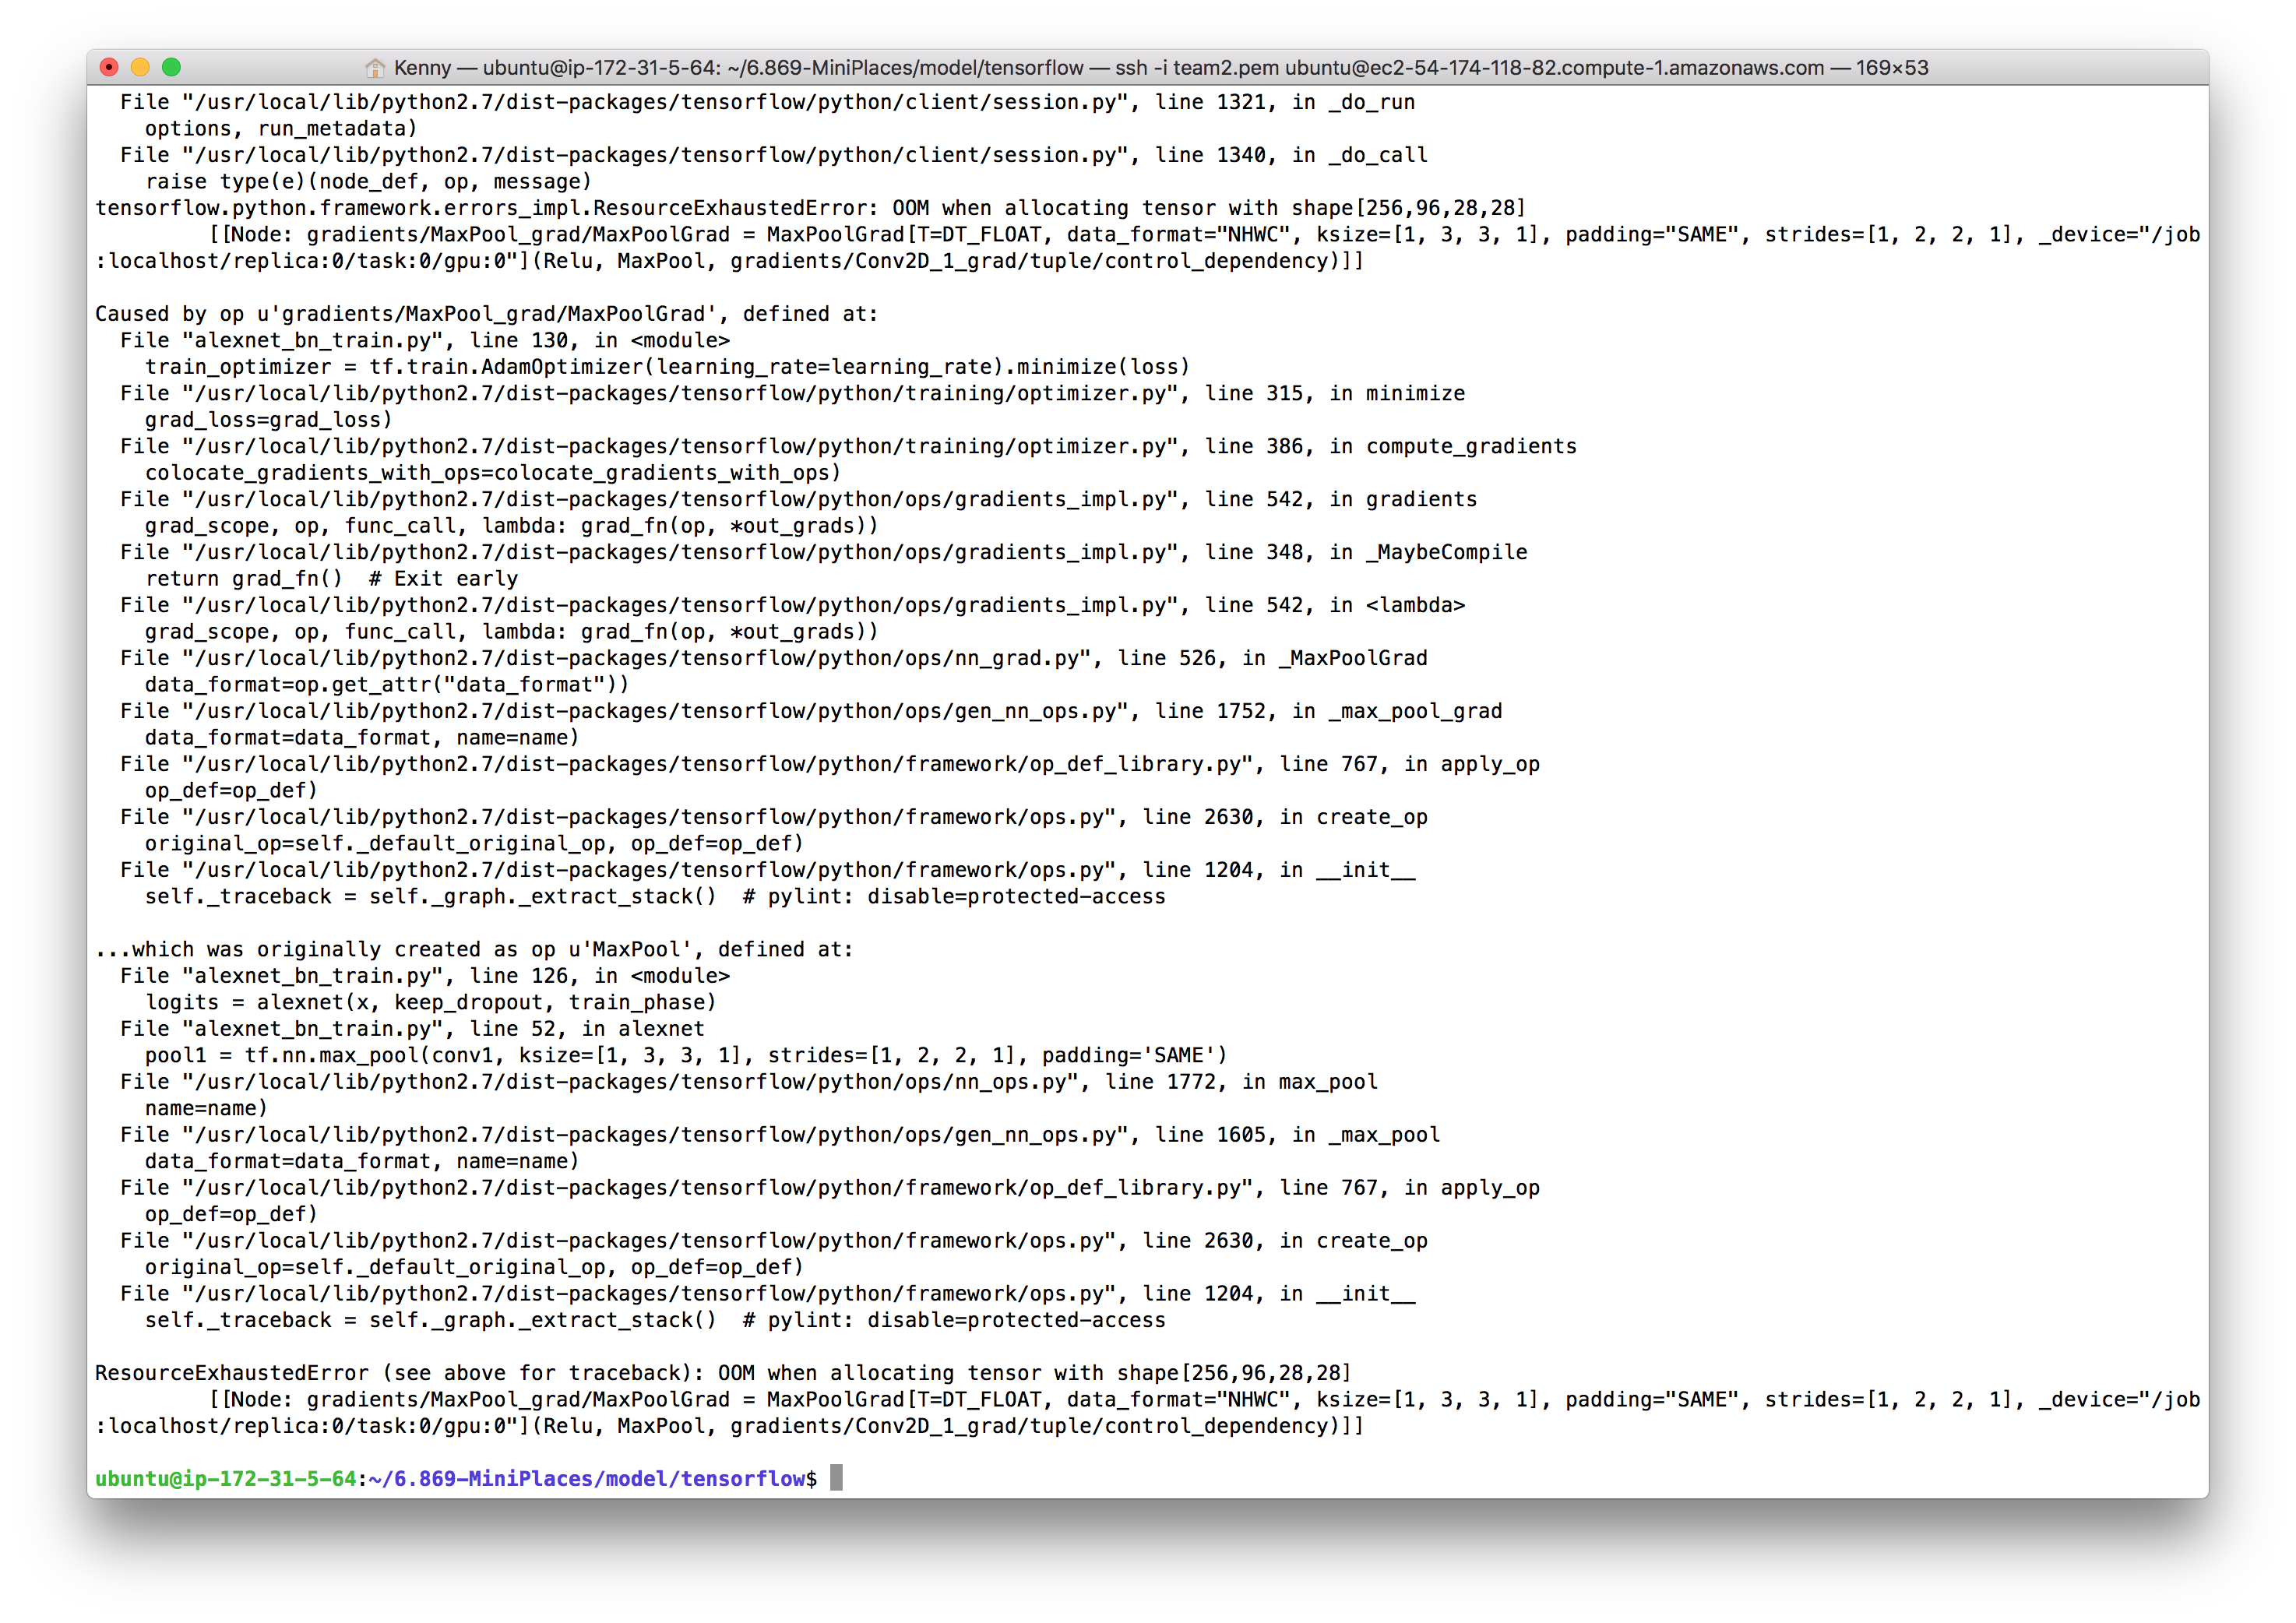 Kenny — ubuntu@ip-172-31-5-64: ~/6.869-MiniPlaces/model/tensorflow — ssh -i team2.pem ubuntu@ec2-54-174-118-82.compute-1.amazonaws.com — 169×53
  File "/usr/local/lib/python2.7/dist-packages/tensorflow/python/client/session.py", line 1321, in _do_run
    options, run_metadata)
  File "/usr/local/lib/python2.7/dist-packages/tensorflow/python/client/session.py", line 1340, in _do_call
    raise type(e)(node_def, op, message)
tensorflow.python.framework.errors_impl.ResourceExhaustedError: OOM when allocating tensor with shape[256,96,28,28]
         [[Node: gradients/MaxPool_grad/MaxPoolGrad = MaxPoolGrad[T=DT_FLOAT, data_format="NHWC", ksize=[1, 3, 3, 1], padding="SAME", strides=[1, 2, 2, 1], _device="/job
:localhost/replica:0/task:0/gpu:0"](Relu, MaxPool, gradients/Conv2D_1_grad/tuple/control_dependency)]]

Caused by op u'gradients/MaxPool_grad/MaxPoolGrad', defined at:
  File "alexnet_bn_train.py", line 130, in <module>
    train_optimizer = tf.train.AdamOptimizer(learning_rate=learning_rate).minimize(loss)
  File "/usr/local/lib/python2.7/dist-packages/tensorflow/python/training/optimizer.py", line 315, in minimize
    grad_loss=grad_loss)
  File "/usr/local/lib/python2.7/dist-packages/tensorflow/python/training/optimizer.py", line 386, in compute_gradients
    colocate_gradients_with_ops=colocate_gradients_with_ops)
  File "/usr/local/lib/python2.7/dist-packages/tensorflow/python/ops/gradients_impl.py", line 542, in gradients
    grad_scope, op, func_call, lambda: grad_fn(op, *out_grads))
  File "/usr/local/lib/python2.7/dist-packages/tensorflow/python/ops/gradients_impl.py", line 348, in _MaybeCompile
    return grad_fn()  # Exit early
  File "/usr/local/lib/python2.7/dist-packages/tensorflow/python/ops/gradients_impl.py", line 542, in <lambda>
    grad_scope, op, func_call, lambda: grad_fn(op, *out_grads))
  File "/usr/local/lib/python2.7/dist-packages/tensorflow/python/ops/nn_grad.py", line 526, in _MaxPoolGrad
    data_format=op.get_attr("data_format"))
  File "/usr/local/lib/python2.7/dist-packages/tensorflow/python/ops/gen_nn_ops.py", line 1752, in _max_pool_grad
    data_format=data_format, name=name)
  File "/usr/local/lib/python2.7/dist-packages/tensorflow/python/framework/op_def_library.py", line 767, in apply_op
    op_def=op_def)
  File "/usr/local/lib/python2.7/dist-packages/tensorflow/python/framework/ops.py", line 2630, in create_op
    original_op=self._default_original_op, op_def=op_def)
  File "/usr/local/lib/python2.7/dist-packages/tensorflow/python/framework/ops.py", line 1204, in __init__
    self._traceback = self._graph._extract_stack()  # pylint: disable=protected-access

...which was originally created as op u'MaxPool', defined at:
  File "alexnet_bn_train.py", line 126, in <module>
    logits = alexnet(x, keep_dropout, train_phase)
  File "alexnet_bn_train.py", line 52, in alexnet
    pool1 = tf.nn.max_pool(conv1, ksize=[1, 3, 3, 1], strides=[1, 2, 2, 1], padding='SAME')
  File "/usr/local/lib/python2.7/dist-packages/tensorflow/python/ops/nn_ops.py", line 1772, in max_pool
    name=name)
  File "/usr/local/lib/python2.7/dist-packages/tensorflow/python/ops/gen_nn_ops.py", line 1605, in _max_pool
    data_format=data_format, name=name)
  File "/usr/local/lib/python2.7/dist-packages/tensorflow/python/framework/op_def_library.py", line 767, in apply_op
    op_def=op_def)
  File "/usr/local/lib/python2.7/dist-packages/tensorflow/python/framework/ops.py", line 2630, in create_op
    original_op=self._default_original_op, op_def=op_def)
  File "/usr/local/lib/python2.7/dist-packages/tensorflow/python/framework/ops.py", line 1204, in __init__
    self._traceback = self._graph._extract_stack()  # pylint: disable=protected-access

ResourceExhaustedError (see above for traceback): OOM when allocating tensor with shape[256,96,28,28]
         [[Node: gradients/MaxPool_grad/MaxPoolGrad = MaxPoolGrad[T=DT_FLOAT, data_format="NHWC", ksize=[1, 3, 3, 1], padding="SAME", strides=[1, 2, 2, 1], _device="/job
:localhost/replica:0/task:0/gpu:0"](Relu, MaxPool, gradients/Conv2D_1_grad/tuple/control_dependency)]]

ubuntu@ip-172-31-5-64:~/6.869-MiniPlaces/model/tensorflow$